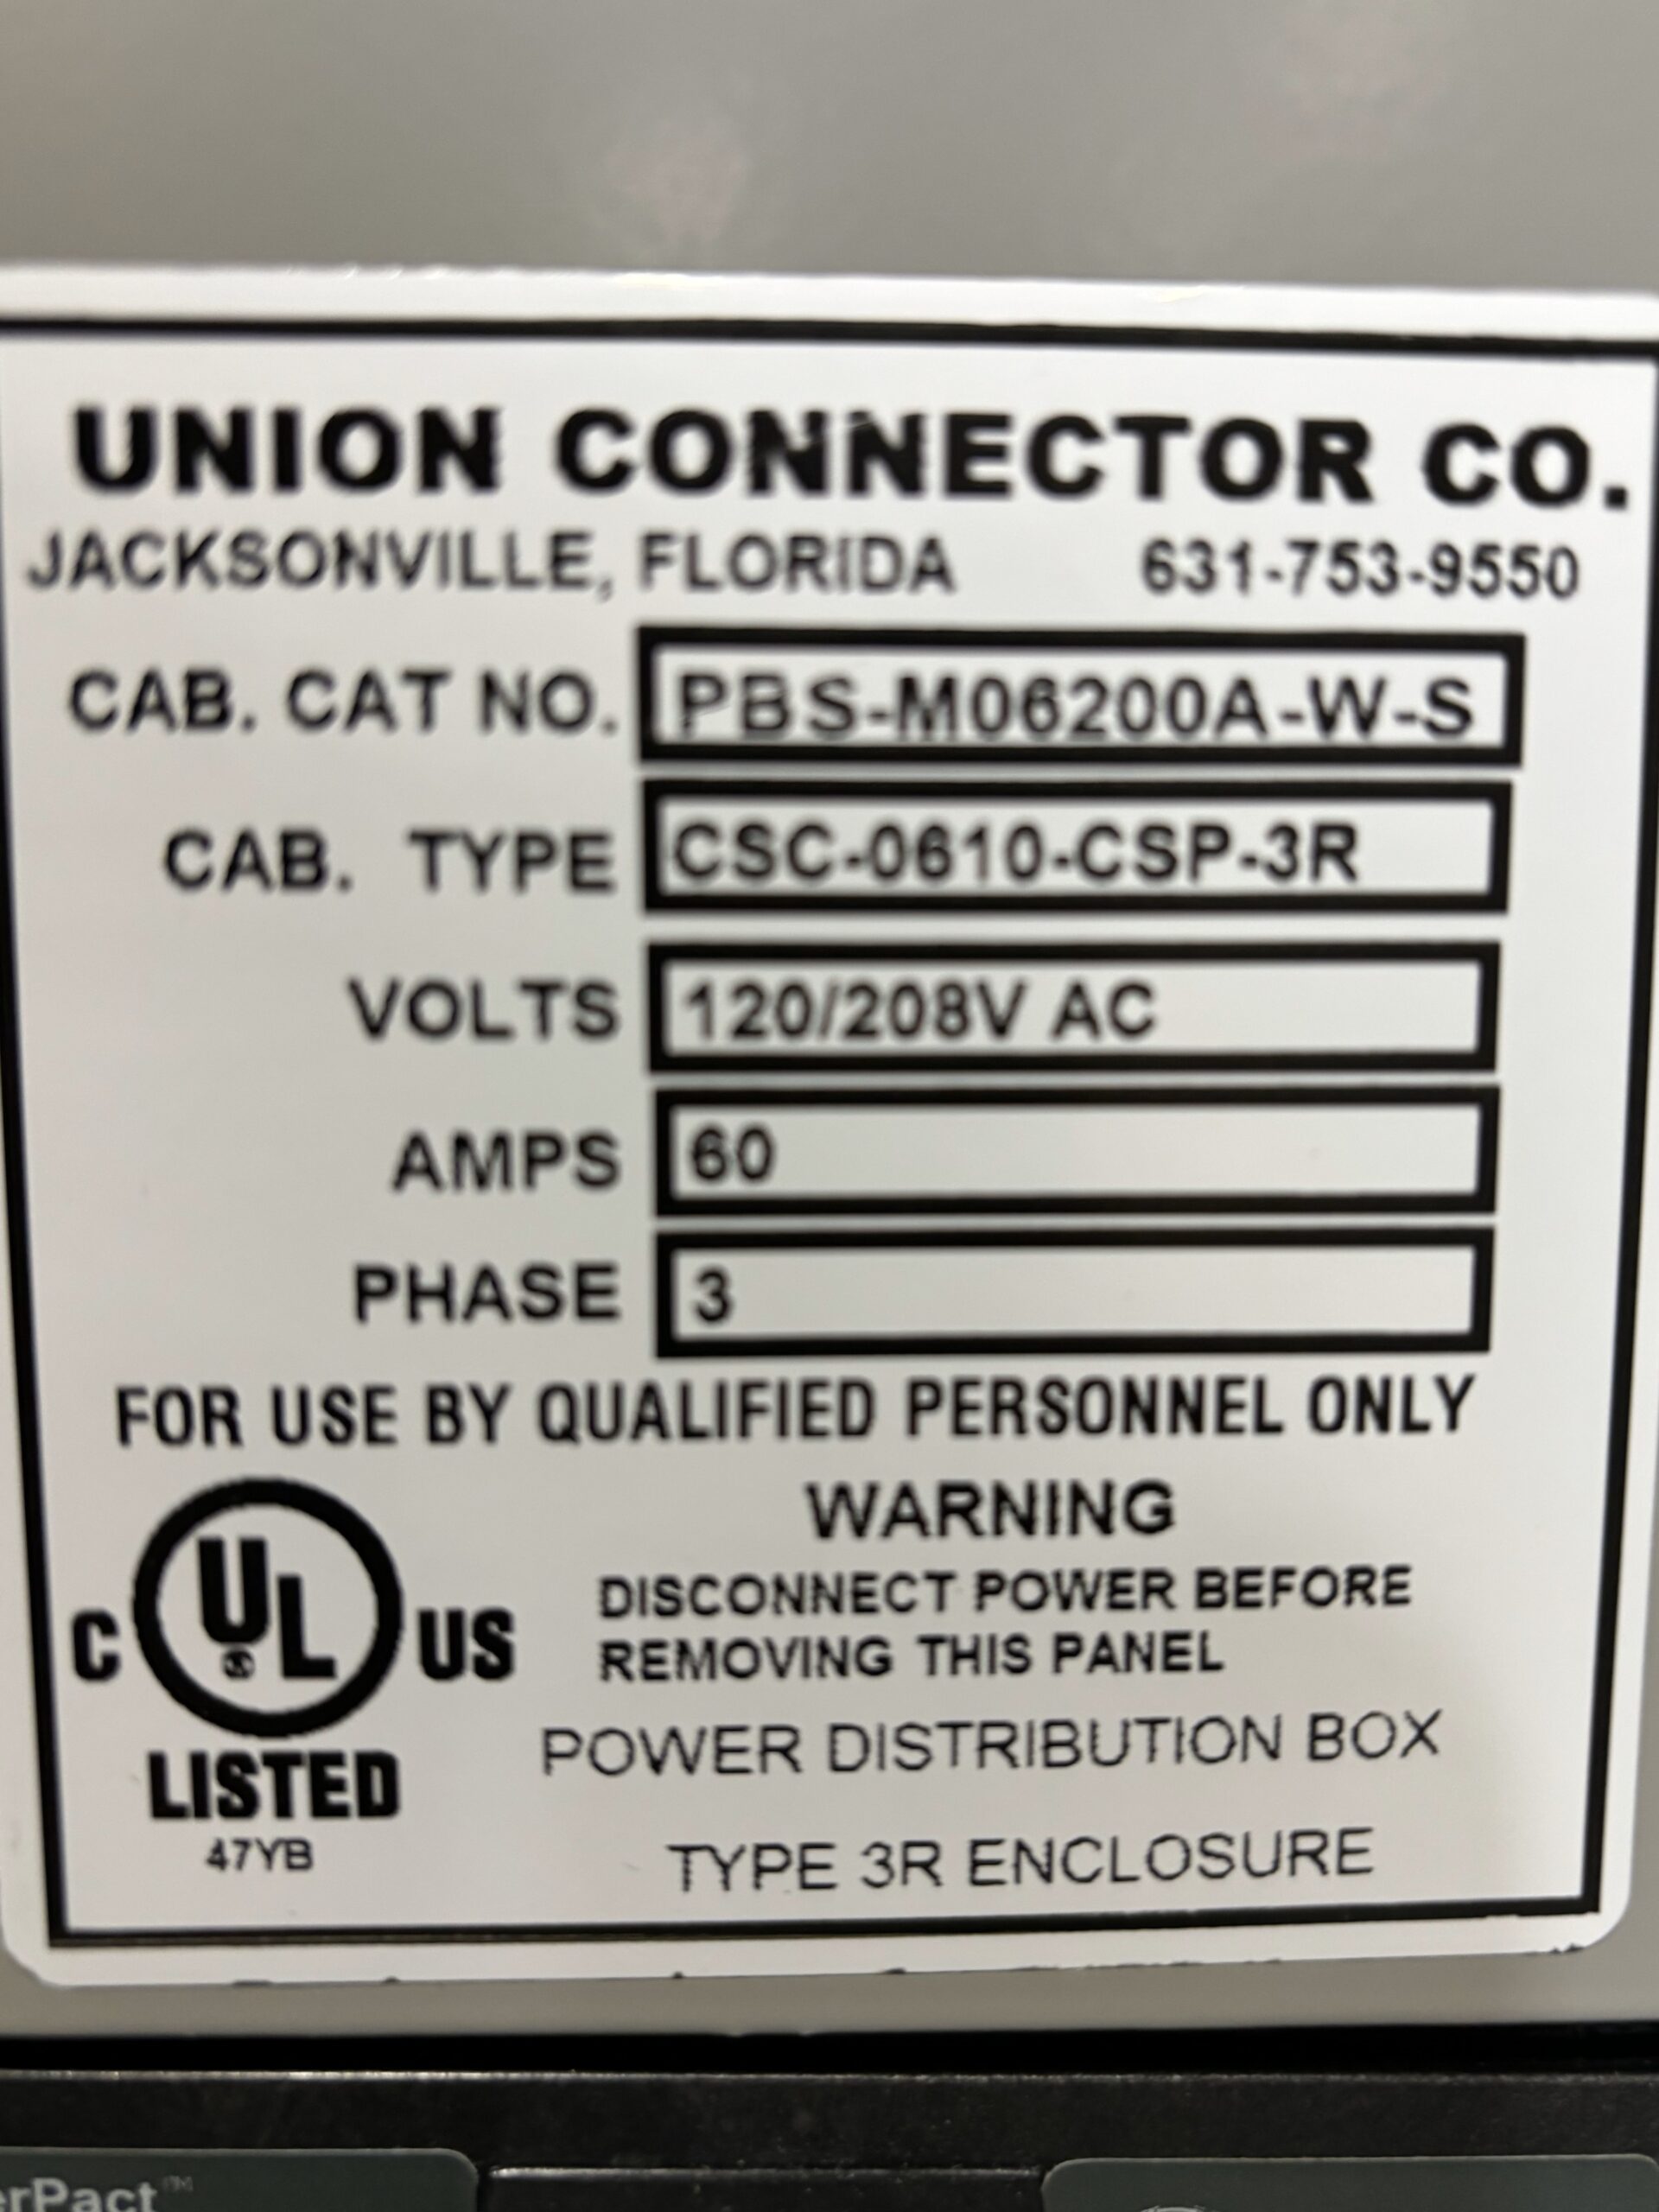 UNION CONNECTOR CO.
JACKSONVILLE, FLORIDA 631-753-9550
CAB. CAT NO. PBS-M06200A-W-S
CAB. TYPE CSC-0610-CSP-3R
VOLTS 120/208V AC
AMPS 60
PHASE 3
FOR USE BY QUALIFIED PERSONNEL ONLY
WARNING
DISCONNECT POWER BEFORE
REMOVING THIS PANEL
C UL® US
LISTED
47YB
POWER DISTRIBUTION BOX
TYPE 3R ENCLOSURE
erPact™